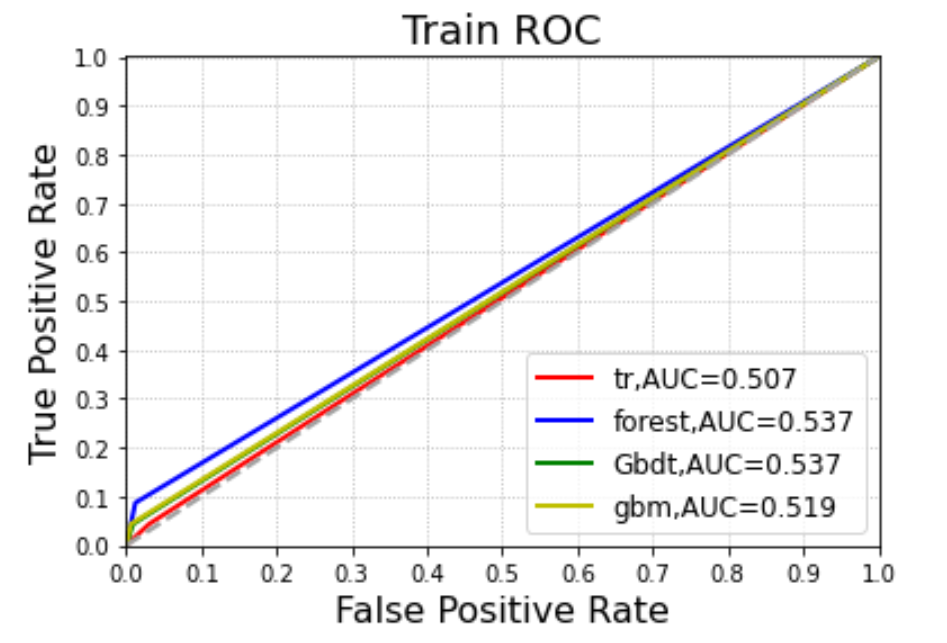 Train ROC
True Positive Rate
1.0
0.9
0.8
0.7
0.6
0.5
0.4
0.3
0.2
0.1
0.0
tr,AUC=0.507
forest,AUC=0.537
Gbdt,AUC=0.537
gbm,AUC=0.519
0.0 0.1 0.2 0.3 0.4 0.5 0.6 0.7 0.8 0.9 1.0
False Positive Rate